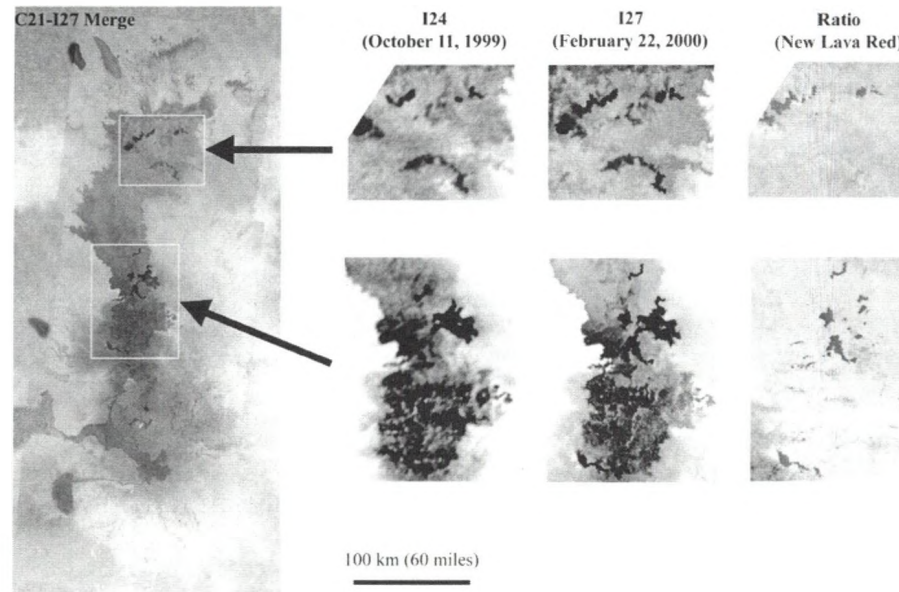 C21-I27 Merge
I24
(October 11, 1999)
I27
(February 22, 2000)
Ratio
(New Lava Red)
100 km (60 miles)